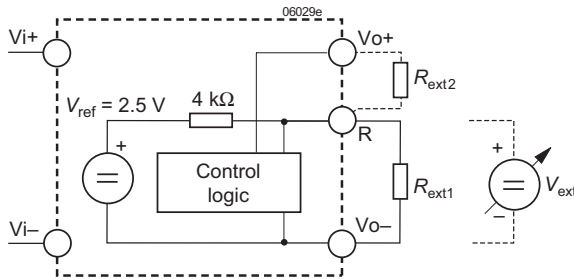 06029e
Vi+
Vo+
Rext2
Vref = 2.5 V
4 kΩ
R
+
+
Control
logic
Rext1
Vext
–
Vi–
Vo–